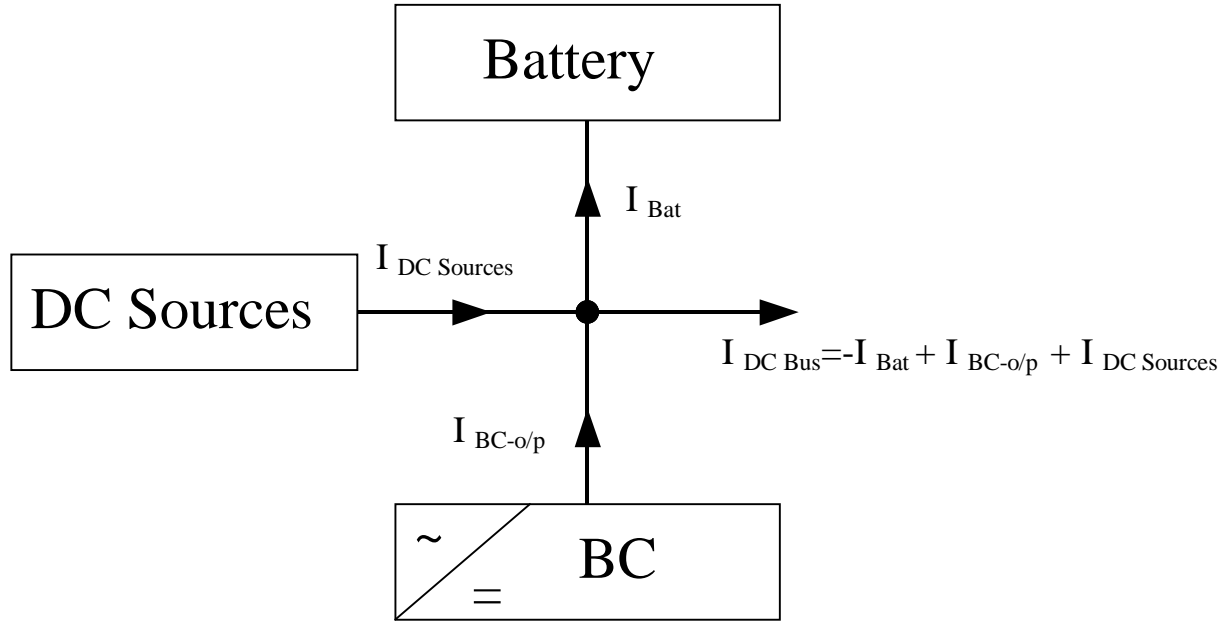 Battery
I Bat
I DC Sources
DC Sources
I DC Bus=-I Bat + I BC-o/p + I DC Sources
I BC-o/p
~
=
BC